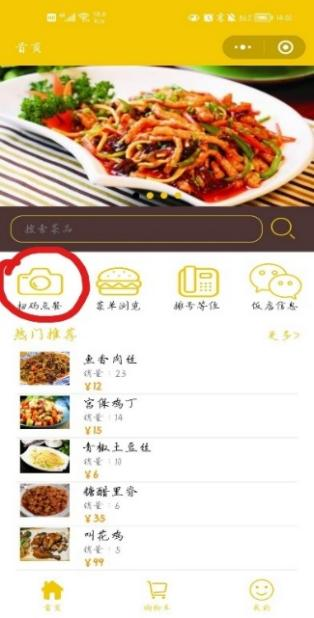 首页
搜索菜品
扫码点餐
菜单浏览
排号等位
饭店信息
热门推荐
更多>
鱼香肉丝
销量：23
¥12
宫保鸡丁
销量：14
¥15
青椒土豆丝
销量：10
¥6
糖醋里脊
销量：6
¥35
叫花鸡
销量：5
¥99
首页
购物车
我的